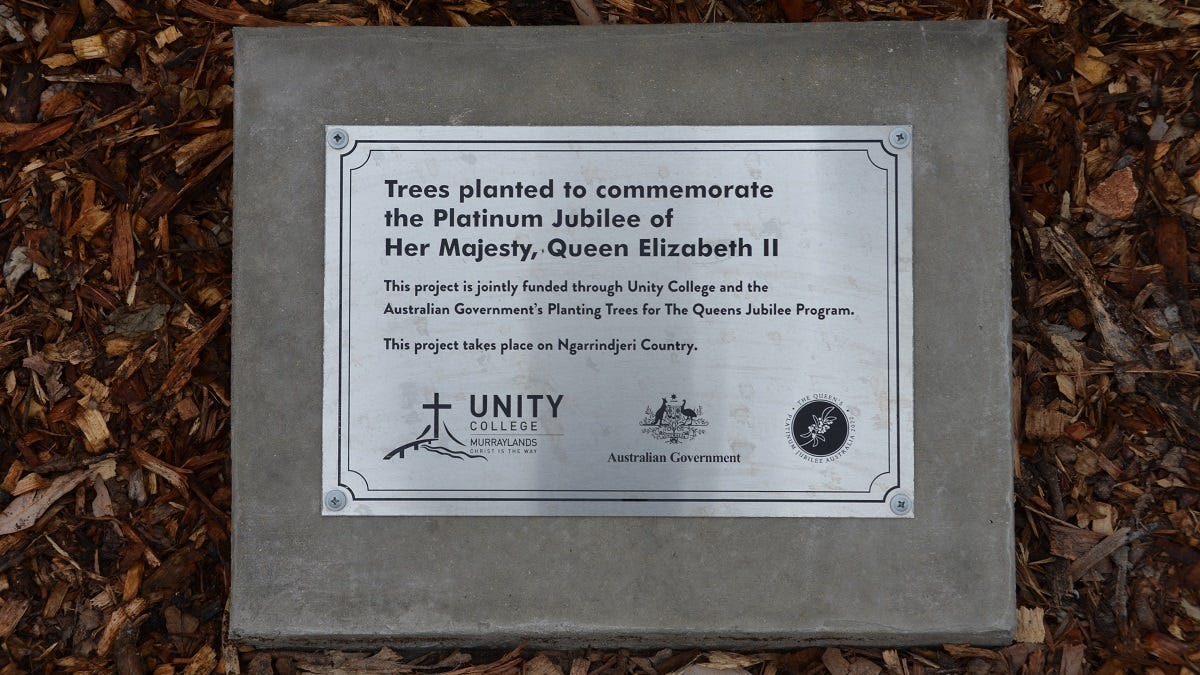 Trees planted to commemorate
the Platinum Jubilee of
Her Majesty, Queen Elizabeth II
This project is jointly funded through Unity College and the
Australian Government's Planting Trees for The Queens Jubilee Program.
This project takes place on Ngarrindjeri Country.
UNITY
COLLEGE
MURRAYLANDS
CHRIST IS THE WAY
Australian Government
THE QUEEN'S
PLATINUM JUBILEE AUSTRALIA 2022